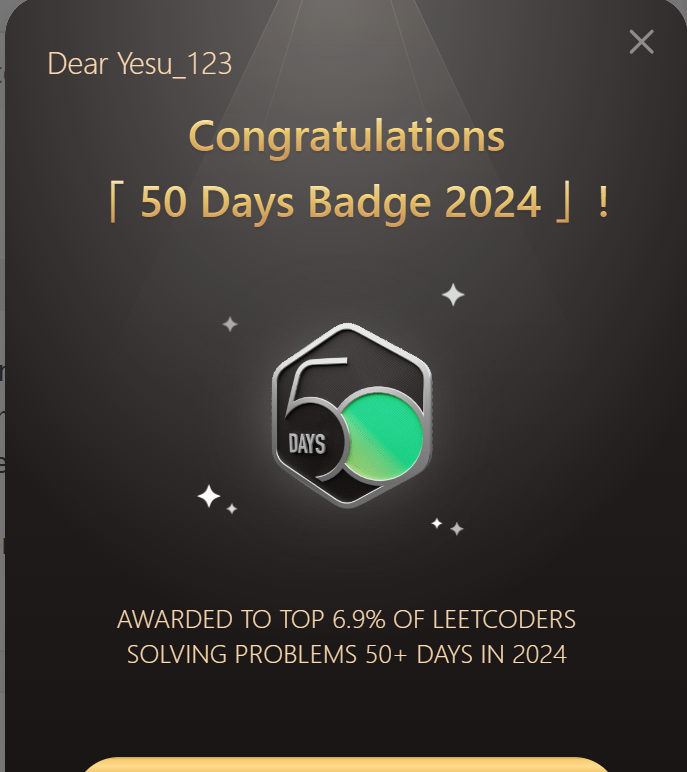 Dear Yesu_123
Congratulations
「 50 Days Badge 2024 」 !
50
DAYS
AWARDED TO TOP 6.9% OF LEETCODERS
SOLVING PROBLEMS 50+ DAYS IN 2024